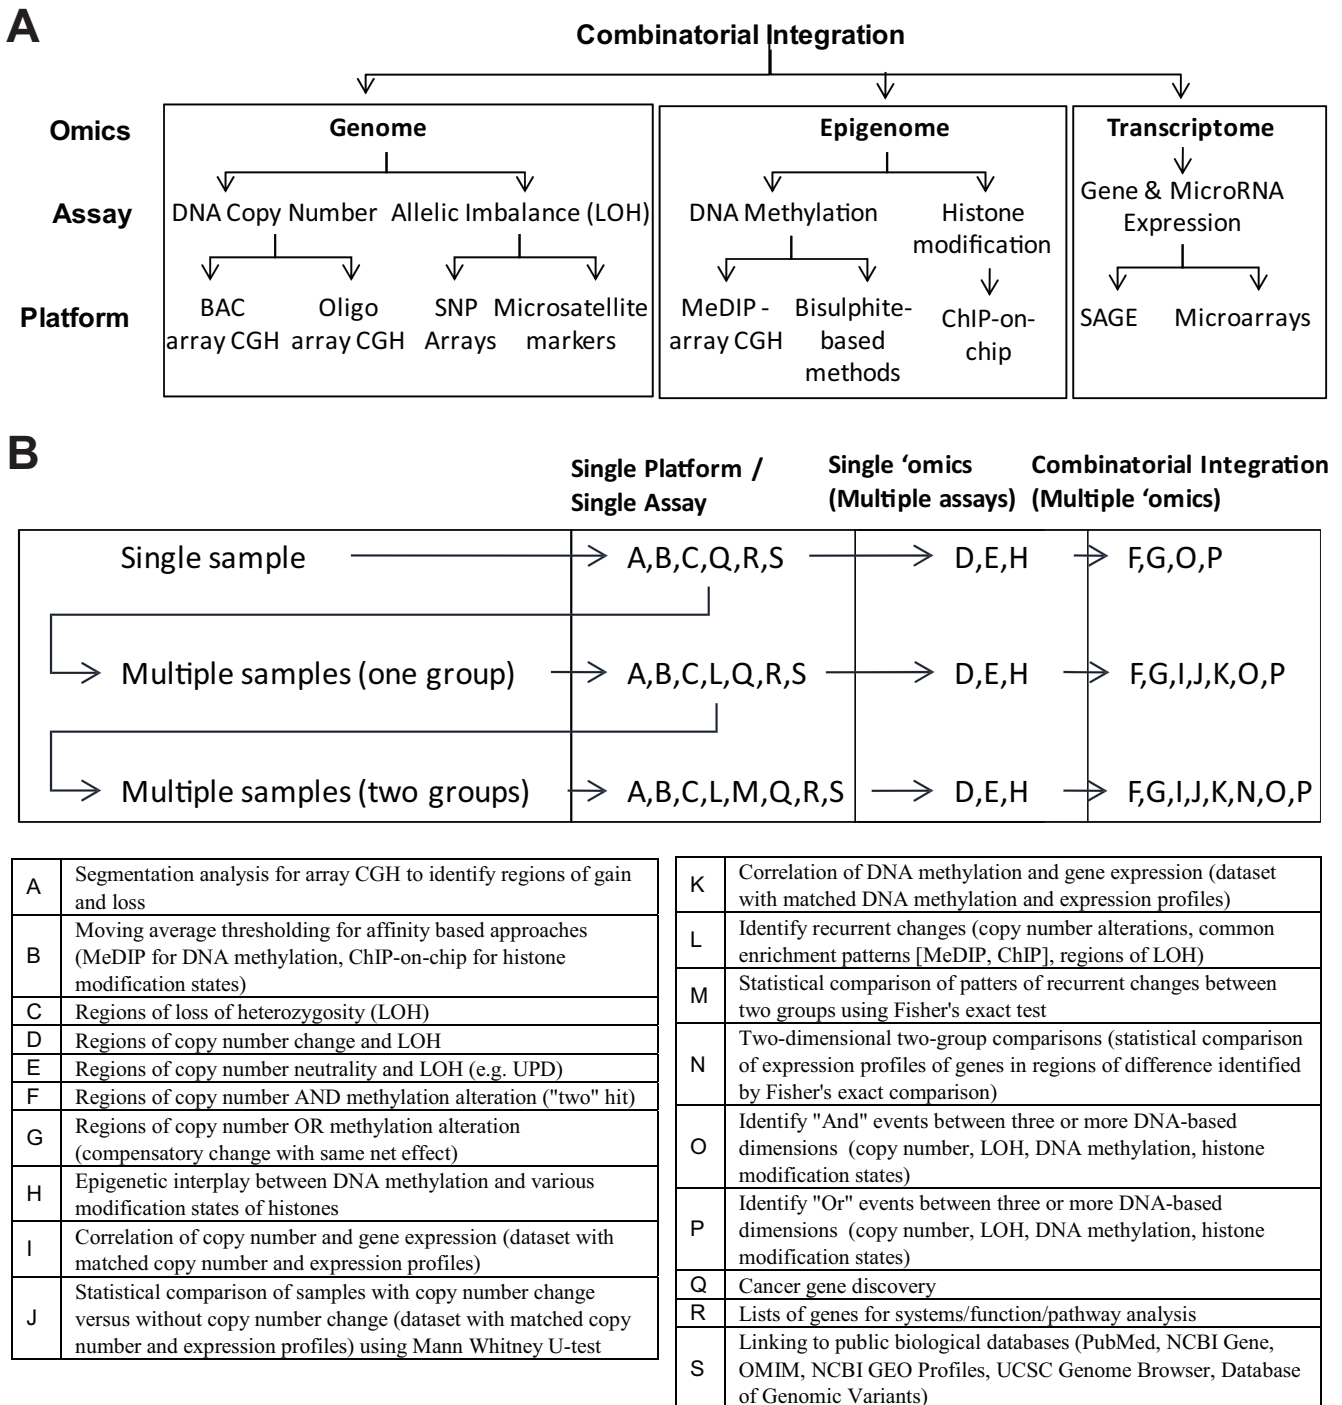 A
Combinatorial Integration
Omics
Genome
Epigenome
Transcriptome
Assay
DNA Copy Number
Allelic Imbalance (LOH)
DNA Methylation
Histone
modification
Gene & MicroRNA
Expression
Platform
BAC
array CGH
Oligo
array CGH
SNP
Arrays
Microsatellite
markers
MeDIP -
array CGH
Bisulphite-
based
methods
ChIP-on-
chip
SAGE
Microarrays
B
Single Platform /
Single Assay
Single ‘omics
(Multiple assays)
Combinatorial Integration
(Multiple ‘omics)
Single sample
A,B,C,Q,R,S
D,E,H
F,G,O,P
Multiple samples (one group)
A,B,C,L,Q,R,S
D,E,H
F,G,I,J,K,O,P
Multiple samples (two groups)
A,B,C,L,M,Q,R,S
D,E,H
F,G,I,J,K,N,O,P
A
Segmentation analysis for array CGH to identify regions of gain
and loss
B
Moving average thresholding for affinity based approaches
(MeDIP for DNA methylation, ChIP-on-chip for histone
modification states)
C
Regions of loss of heterozygosity (LOH)
D
Regions of copy number change and LOH
E
Regions of copy number neutrality and LOH (e.g. UPD)
F
Regions of copy number AND methylation alteration ("two" hit)
G
Regions of copy number OR methylation alteration
(compensatory change with same net effect)
H
Epigenetic interplay between DNA methylation and various
modification states of histones
I
Correlation of copy number and gene expression (dataset with
matched copy number and expression profiles)
J
Statistical comparison of samples with copy number change
versus without copy number change (dataset with matched copy
number and expression profiles) using Mann Whitney U-test
K
Correlation of DNA methylation and gene expression (dataset
with matched DNA methylation and expression profiles)
L
Identify recurrent changes (copy number alterations, common
enrichment patterns [MeDIP, ChIP], regions of LOH)
M
Statistical comparison of patters of recurrent changes between
two groups using Fisher's exact test
N
Two-dimensional two-group comparisons (statistical comparison
of expression profiles of genes in regions of difference identified
by Fisher's exact comparison)
O
Identify "And" events between three or more DNA-based
dimensions (copy number, LOH, DNA methylation, histone
modification states)
P
Identify "Or" events between three or more DNA-based
dimensions (copy number, LOH, DNA methylation, histone
modification states)
Q
Cancer gene discovery
R
Lists of genes for systems/function/pathway analysis
S
Linking to public biological databases (PubMed, NCBI Gene,
OMIM, NCBI GEO Profiles, UCSC Genome Browser, Database
of Genomic Variants)